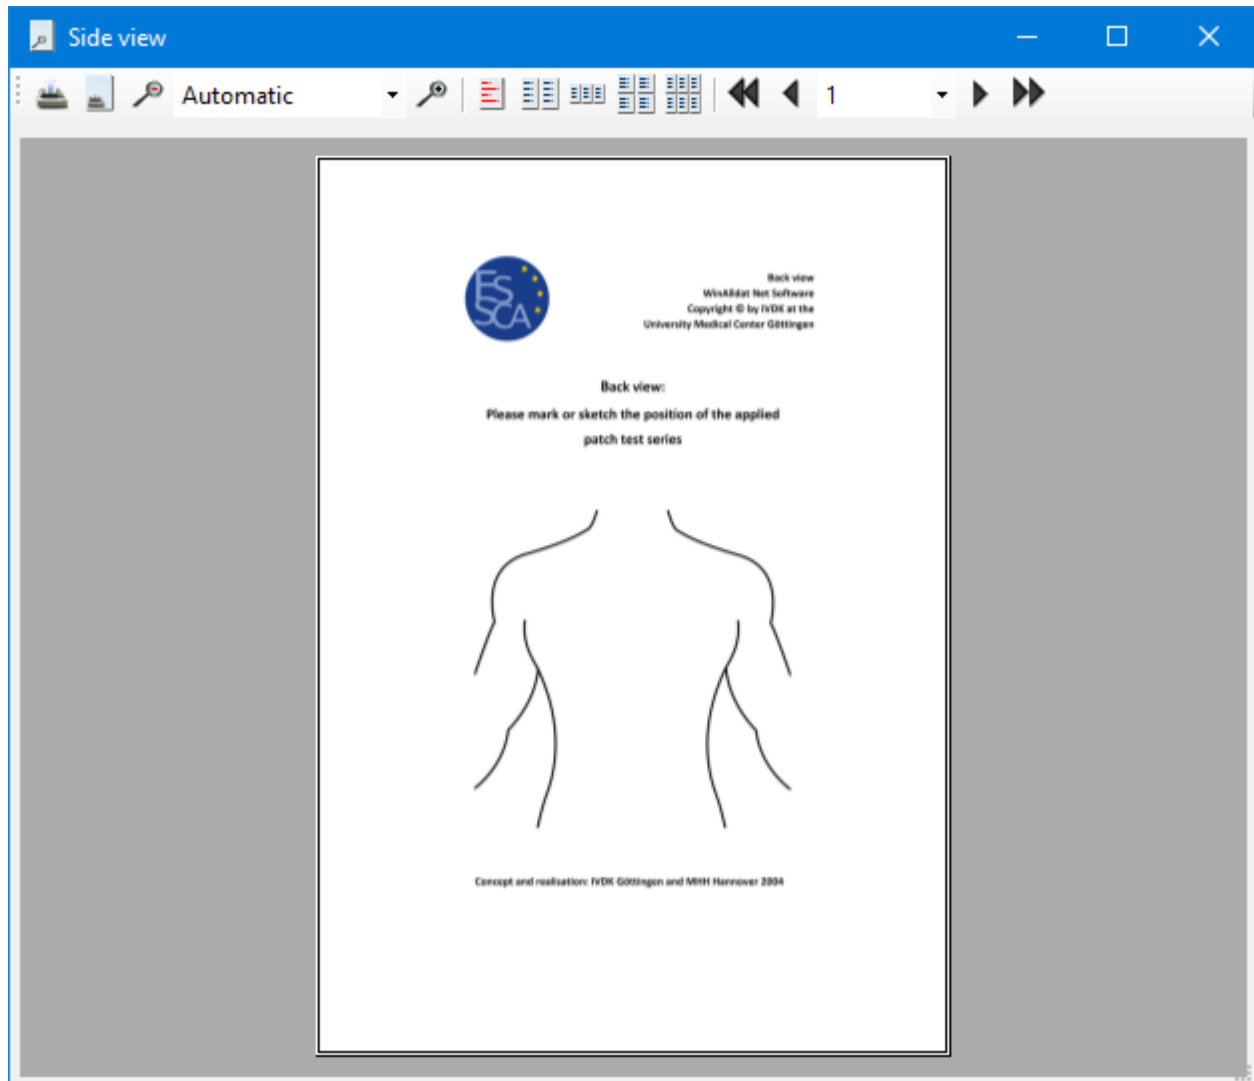 Side view
Automatic
1
ES
SCA
Back view
WinAlldat Net Software
Copyright © by IVDK at the
University Medical Center Göttingen
Back view:
Please mark or sketch the position of the applied
patch test series
Concept and realisation: IVDK Göttingen and MHH Hannover 2004